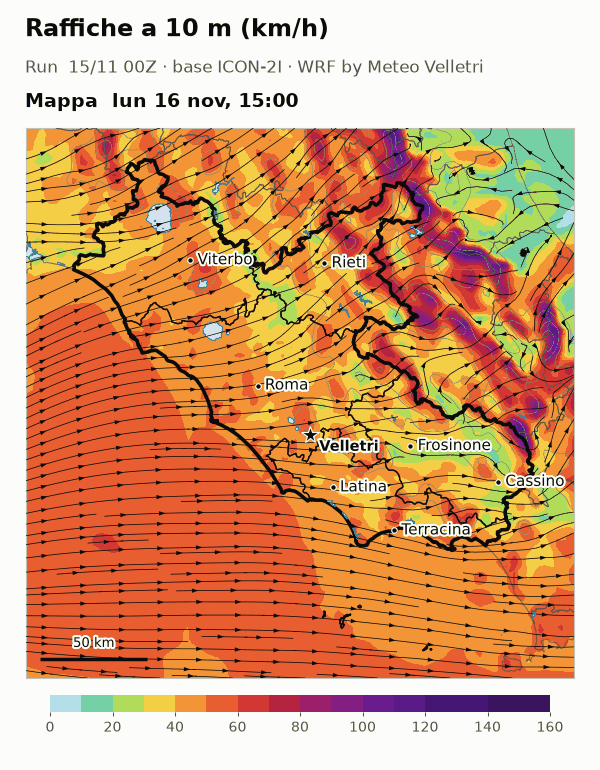 Raffiche a 10 m (km/h)
Run  15/11 00Z · base ICON-2I · WRF by Meteo Velletri
Mappa  lun 16 nov, 15:00
Viterbo
Rieti
Roma
Velletri
Frosinone
Latina
Cassino
Terracina
50 km
0 20 40 60 80 100 120 140 160